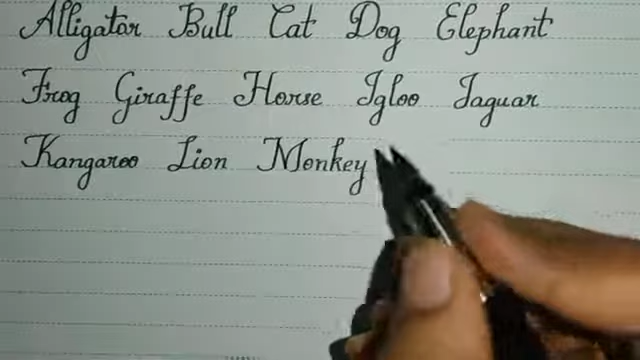 Alligator Bull Cat Dog Elephant
Frog Giraffe Horse Igloo Jaguar
Kangaroo Lion Monkey